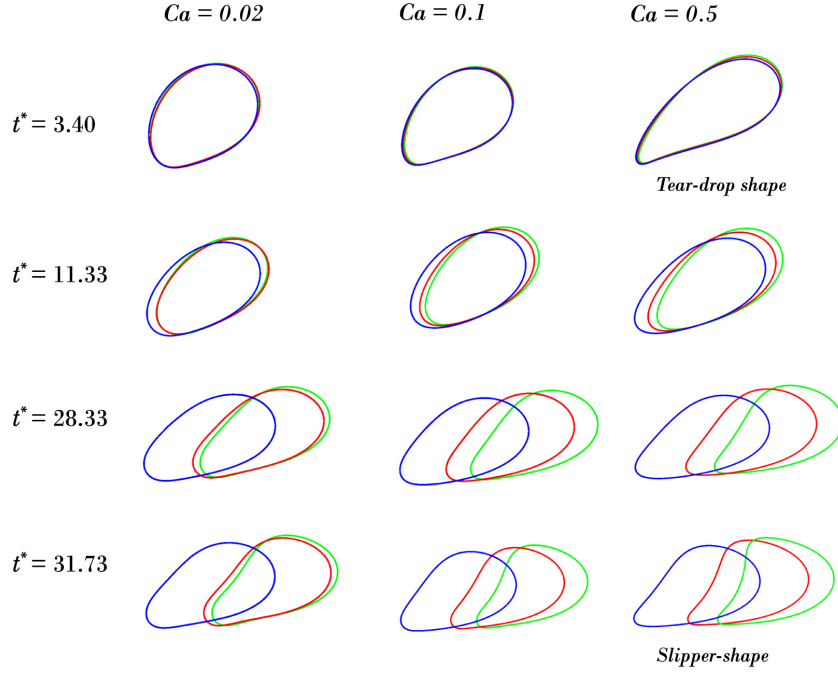 Ca = 0.02 Ca = 0.1 Ca = 0.5
t* = 3.40
Tear-drop shape
t* = 11.33
t* = 28.33
t* = 31.73
Slipper-shape